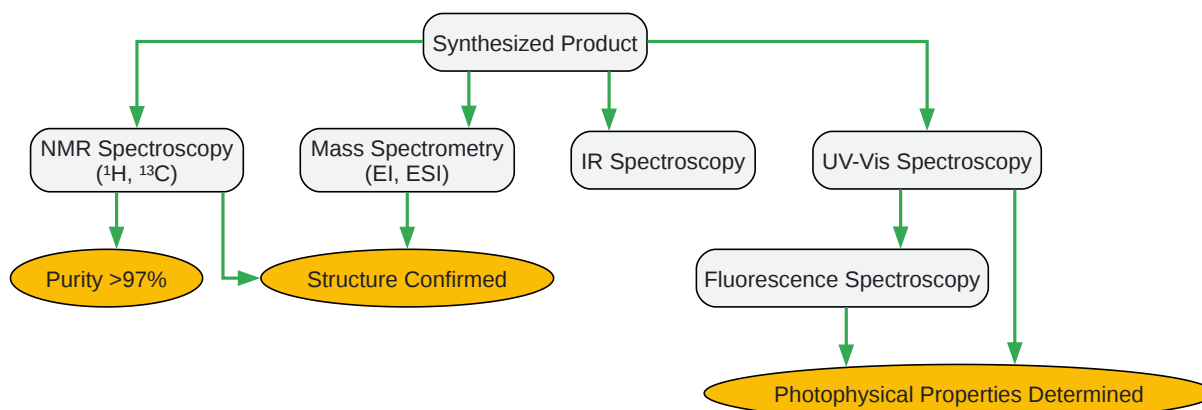 Synthesized Product
NMR Spectroscopy
(¹H, ¹³C)
Mass Spectrometry
(EI, ESI)
IR Spectroscopy
UV-Vis Spectroscopy
Purity >97%
Structure Confirmed
Fluorescence Spectroscopy
Photophysical Properties Determined